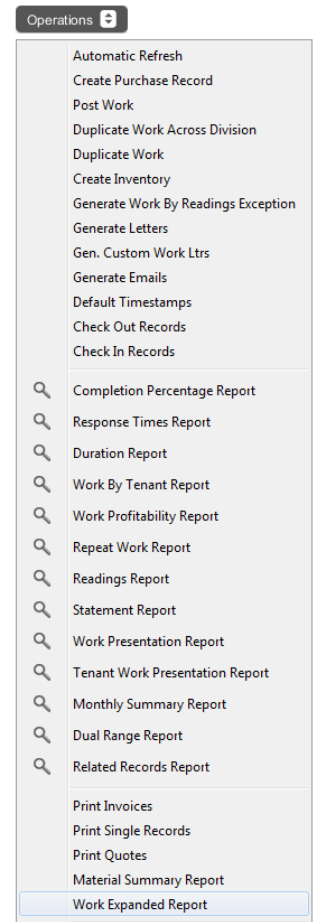 Operations
Automatic Refresh
Create Purchase Record
Post Work
Duplicate Work Across Division
Duplicate Work
Create Inventory
Generate Work By Readings Exception
Generate Letters
Gen. Custom Work Ltrs
Generate Emails
Default Timestamps
Check Out Records
Check In Records
Completion Percentage Report
Response Times Report
Duration Report
Work By Tenant Report
Work Profitability Report
Repeat Work Report
Readings Report
Statement Report
Work Presentation Report
Tenant Work Presentation Report
Monthly Summary Report
Dual Range Report
Related Records Report
Print Invoices
Print Single Records
Print Quotes
Material Summary Report
Work Expanded Report